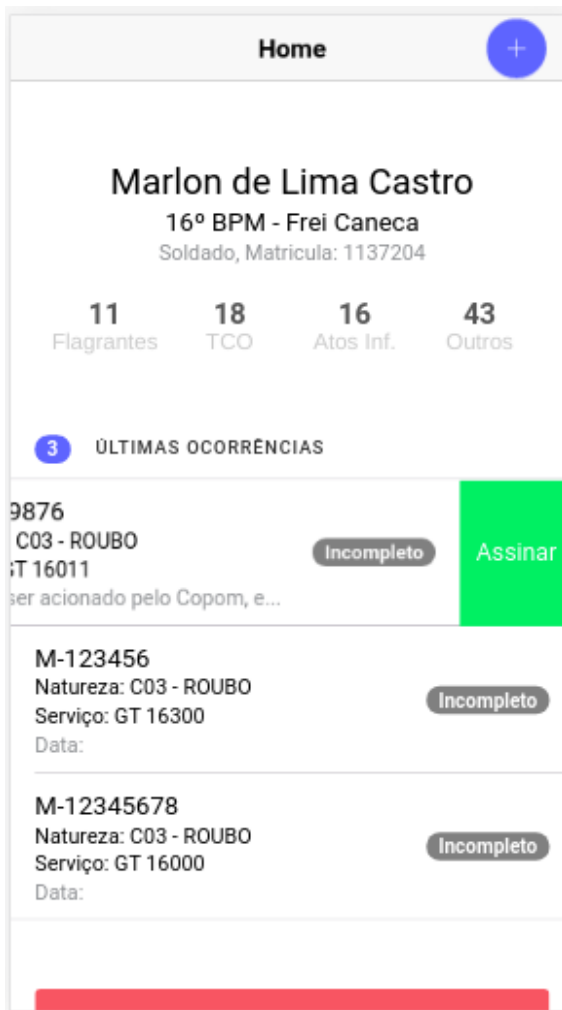 Home
+
Marlon de Lima Castro
16º BPM - Frei Caneca
Soldado, Matricula: 1137204
11 18 16 43
Flagrantes TCO Atos Inf. Outros
3 ÚLTIMAS OCORRÊNCIAS
9876
C03 - ROUBO
GT 16011
ser acionado pelo Copom, e...
Incompleto
Assinar
M-123456
Natureza: C03 - ROUBO
Serviço: GT 16300
Data:
Incompleto
M-12345678
Natureza: C03 - ROUBO
Serviço: GT 16000
Data:
Incompleto